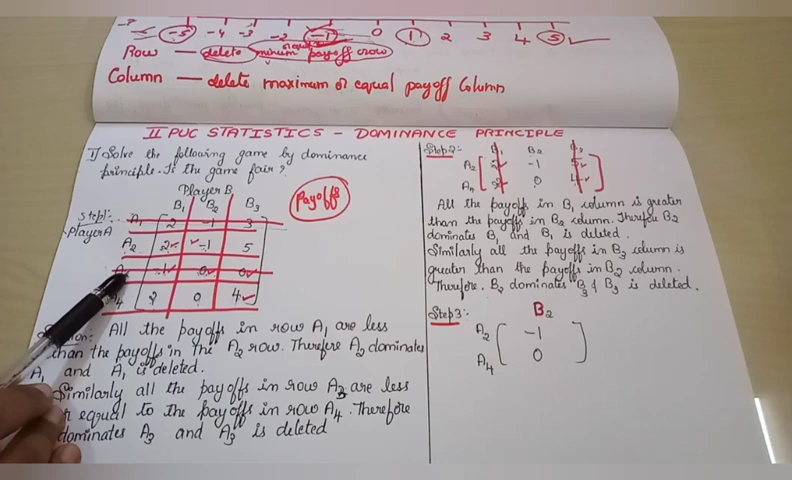 -5 -4 -3 -2 -1 0 1 2 3 4 5
Row — delete minimum or equal payoff row
Column — delete maximum or equal payoff Column
II PUC STATISTICS - DOMINANCE PRINCIPLE
1) Solve the following game by dominance
principle. Is the game fair?
Player B
Payoffs
B1 B2 B3
Step1:
A1 2 -1 3
Player A
A2 2 -1 5
-1 0 0
4 2 0 4
All the payoffs in row A1 are less
than the payoffs in the A2 row. Therefore A2 dominates
A1 and A1 is deleted.
Similarly all the payoffs in row A3 are less
equal to the payoffs in row A4. Therefore
dominates A3 and A3 is deleted
Step2:
B1 B2 B3
A2 2 -1 5
A4 2 0 4
All the payoff in B1 column is greater
than the payoffs in B2 column. Therefore B2
dominates B1 and B1 is deleted.
Similarly all the payoffs in B3 column is
greater than the payoffs in B2 column.
Therefore. B2 dominates B3 & B3 is deleted.
Step3:
B2
A2 -1
A4 0